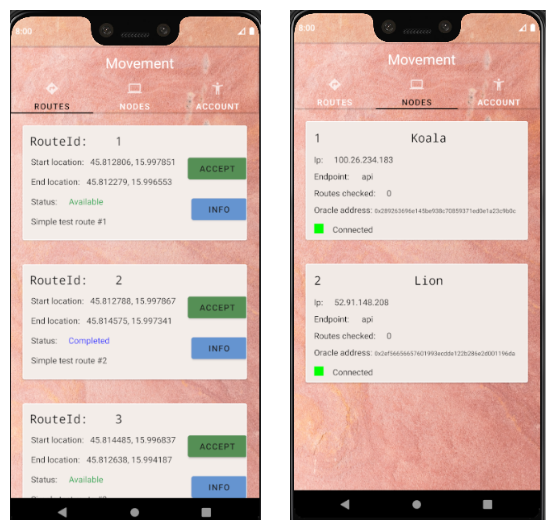 8:00
Movement
ROUTES NODES ACCOUNT
RouteId: 1
Start location: 45.812806, 15.997851
ACCEPT
End location: 45.812279, 15.996553
Status: Available
INFO
Simple test route #1
RouteId: 2
Start location: 45.812788, 15.997867
ACCEPT
End location: 45.814575, 15.997341
Status: Completed
INFO
Simple test route #2
RouteId: 3
Start location: 45.814485, 15.996837
ACCEPT
End location: 45.812638, 15.994187
Status: Available
INFO
8:00
Movement
ROUTES NODES ACCOUNT
1 Koala
Ip: 100.26.234.183
Endpoint: api
Routes checked: 0
Oracle address:
Connected
2 Lion
Ip: 52.91.148.208
Endpoint: api
Routes checked: 0
Oracle address:
Connected